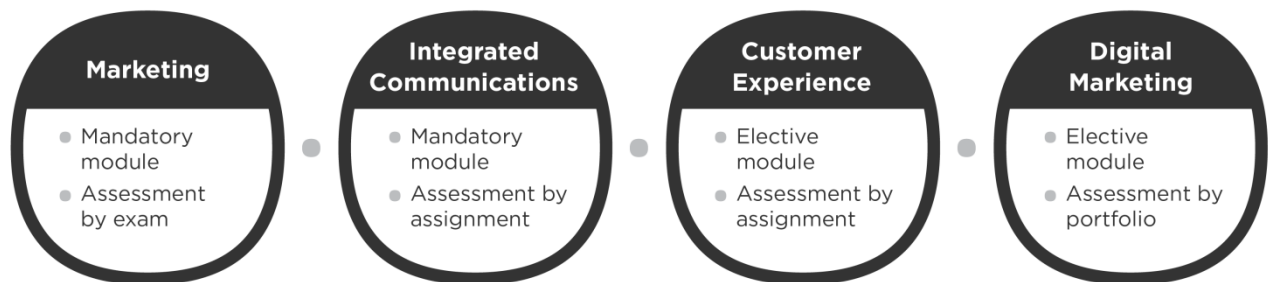 Marketing
Mandatory
module
Assessment
by exam
Integrated
Communications
Mandatory
module
Assessment by
assignment
Customer
Experience
Elective
module
Assessment by
assignment
Digital
Marketing
Elective
module
Assessment by
portfolio